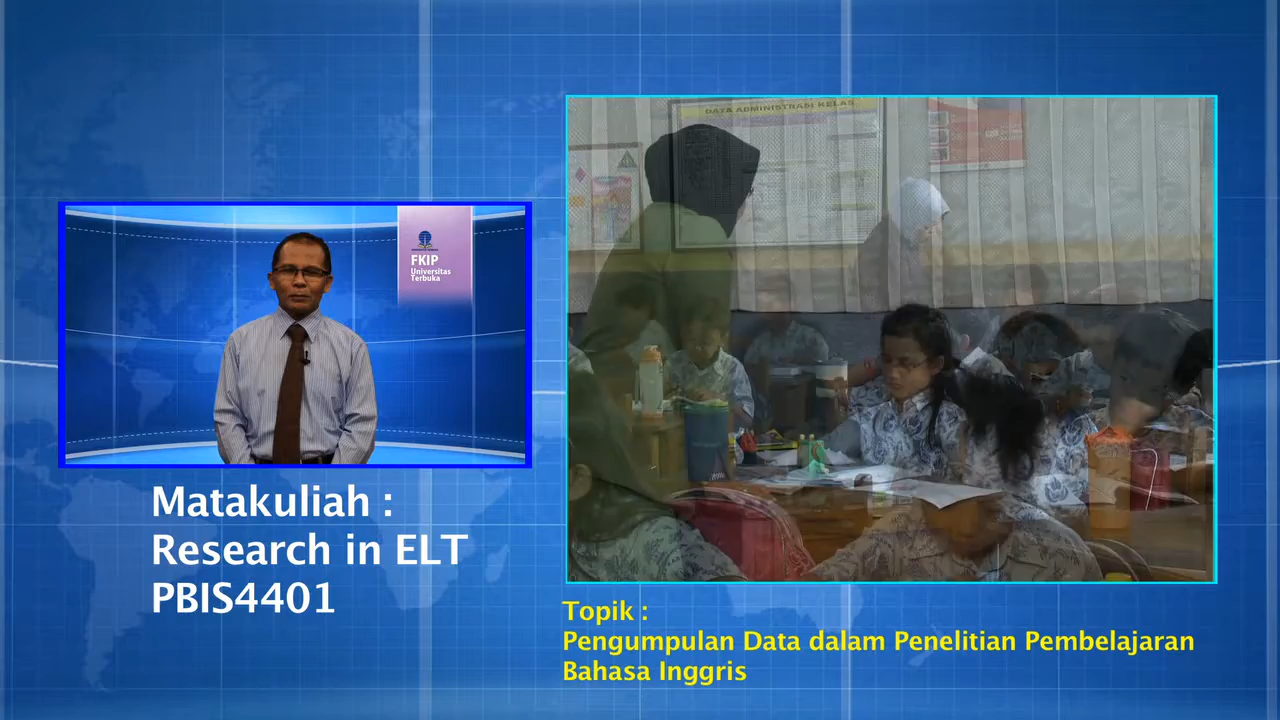 DATA ADMINISTRASI KELAS
FKIP
Universitas
Terbuka
Matakuliah :
Research in ELT
PBIS4401
Topik :
Pengumpulan Data dalam Penelitian Pembelajaran
Bahasa Inggris